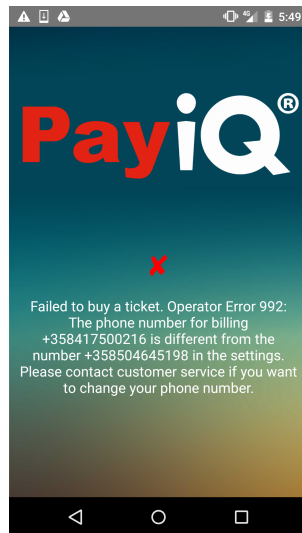 4G 5:49
PayiQ®
Failed to buy a ticket. Operator Error 992:
The phone number for billing
+358417500216 is different from the
number +358504645198 in the settings.
Please contact customer service if you want
to change your phone number.